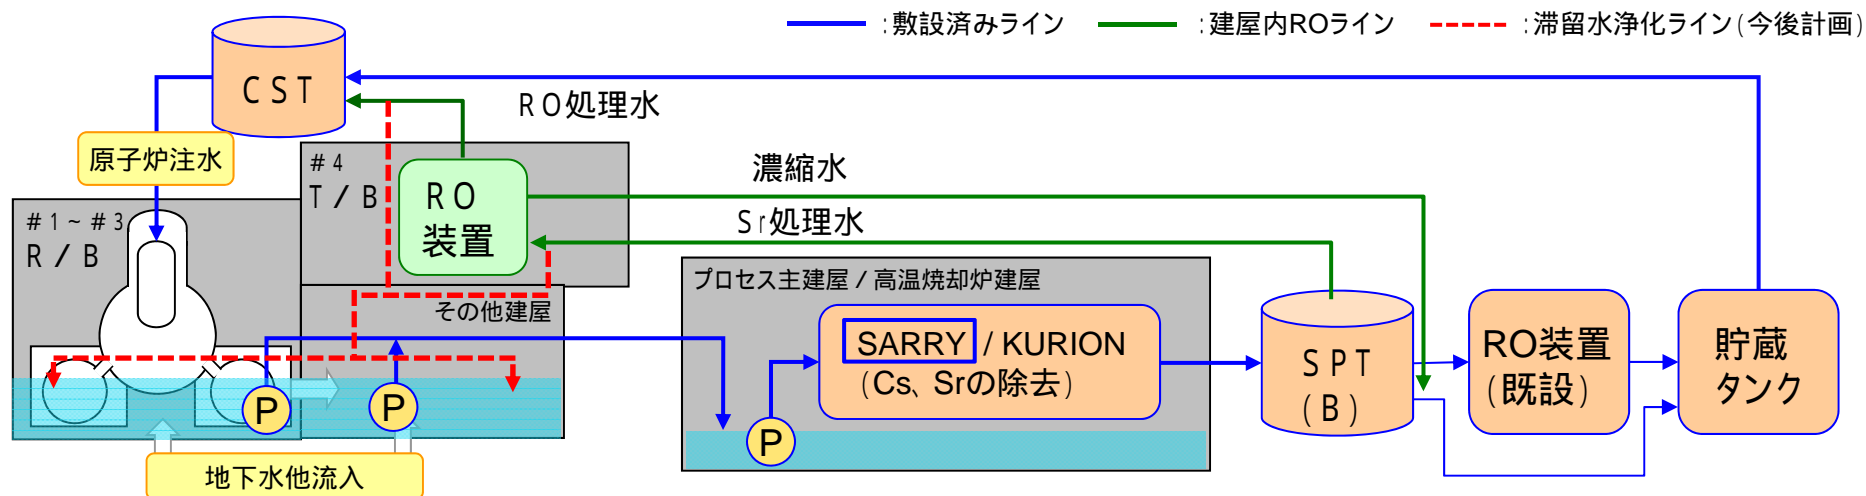 :敷設済みライン
:建屋内ROライン
:滞留水浄化ライン(今後計画)
CST
RO処理水
原子炉注水
#4
T/B
RO
装置
濃縮水
Sr処理水
#1~#3
R/B
その他建屋
プロセス主建屋/高温焼却炉建屋
SARRY / KURION
(Cs、Srの除去)
SPT
(B)
RO装置
(既設)
貯蔵
タンク
P
P
P
地下水他流入